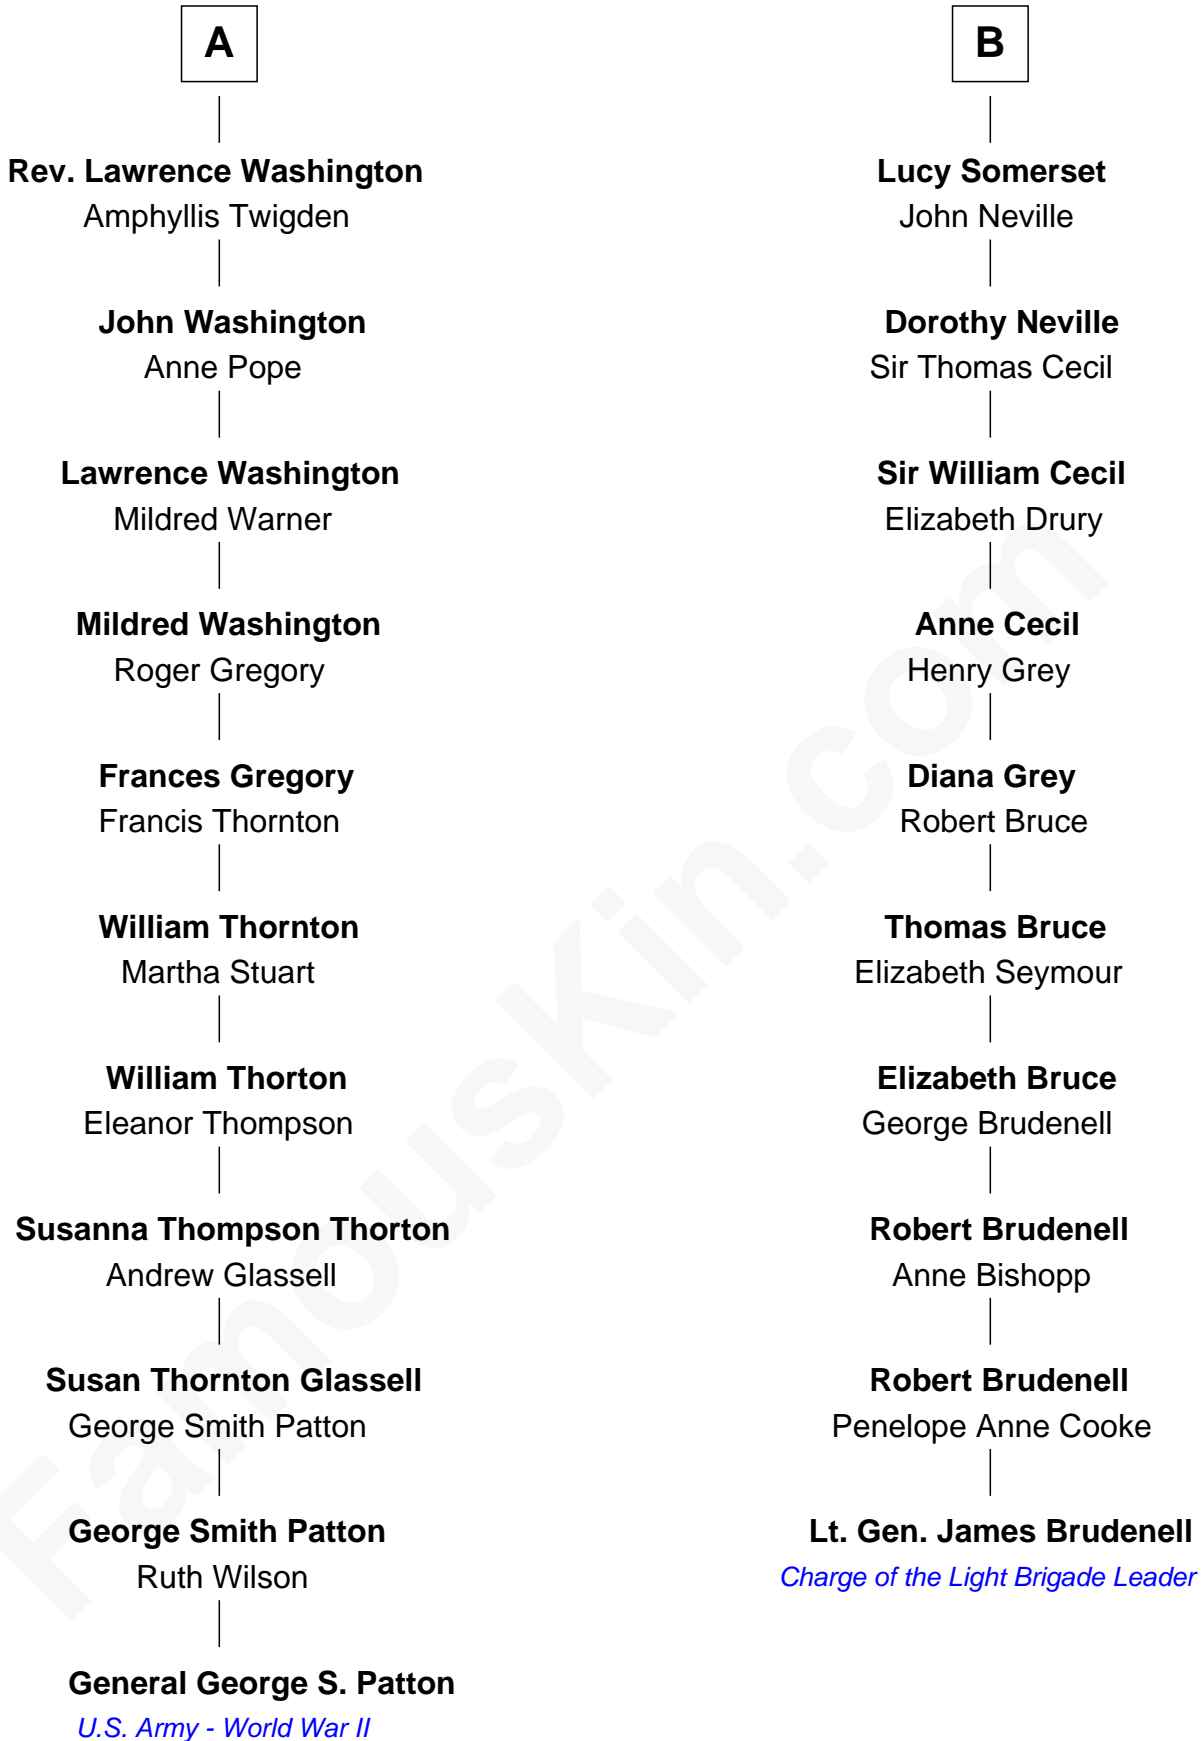 A
Rev. Lawrence Washington
Amphyllis Twigden
John Washington
Anne Pope
Lawrence Washington
Mildred Warner
Mildred Washington
Roger Gregory
Frances Gregory
Francis Thornton
William Thornton
Martha Stuart
William Thorton
Eleanor Thompson
Susanna Thompson Thorton
Andrew Glassell
Susan Thornton Glassell
George Smith Patton
George Smith Patton
Ruth Wilson
General George S. Patton
U.S. Army - World War II
B
Lucy Somerset
John Neville
Dorothy Neville
Sir Thomas Cecil
Sir William Cecil
Elizabeth Drury
Anne Cecil
Henry Grey
Diana Grey
Robert Bruce
Thomas Bruce
Elizabeth Seymour
Elizabeth Bruce
George Brudenell
Robert Brudenell
Anne Bishopp
Robert Brudenell
Penelope Anne Cooke
Lt. Gen. James Brudenell
Charge of the Light Brigade Leader
FamousKin.com